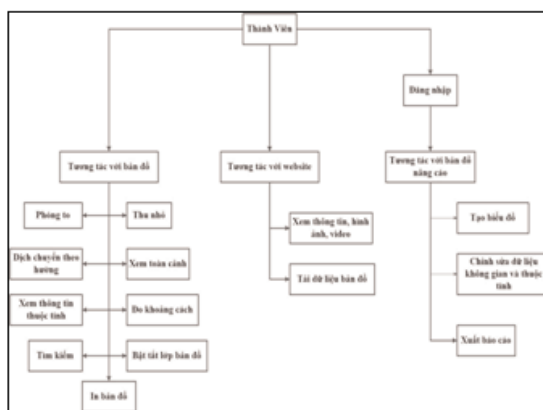 Thành Viên
Đăng nhập
Tương tác với bản đồ
Tương tác với website
Tương tác với bản đồ
nâng cao
Phóng to
Thu nhỏ
Dịch chuyển theo
hướng
Xem toàn cảnh
Xem thông tin
thuộc tính
Đo khoảng cách
Tìm kiếm
Bật tắt lớp bản đồ
In bản đồ
Xem thông tin, hình
ảnh, video
Tải dữ liệu bản đồ
Tạo biểu đồ
Chỉnh sửa dữ liệu
không gian và thuộc
tính
Xuất báo cáo